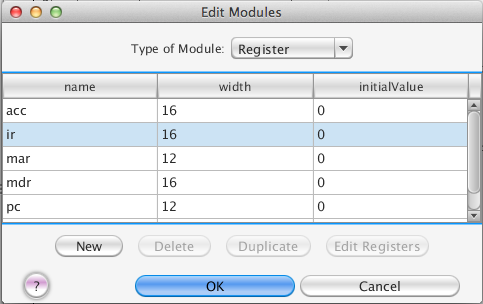 Edit Modules
Type of Module: Register
name width initialValue
acc 16 0
ir 16 0
mar 12 0
mdr 16 0
pc 12 0
New Delete Duplicate Edit Registers
? OK Cancel